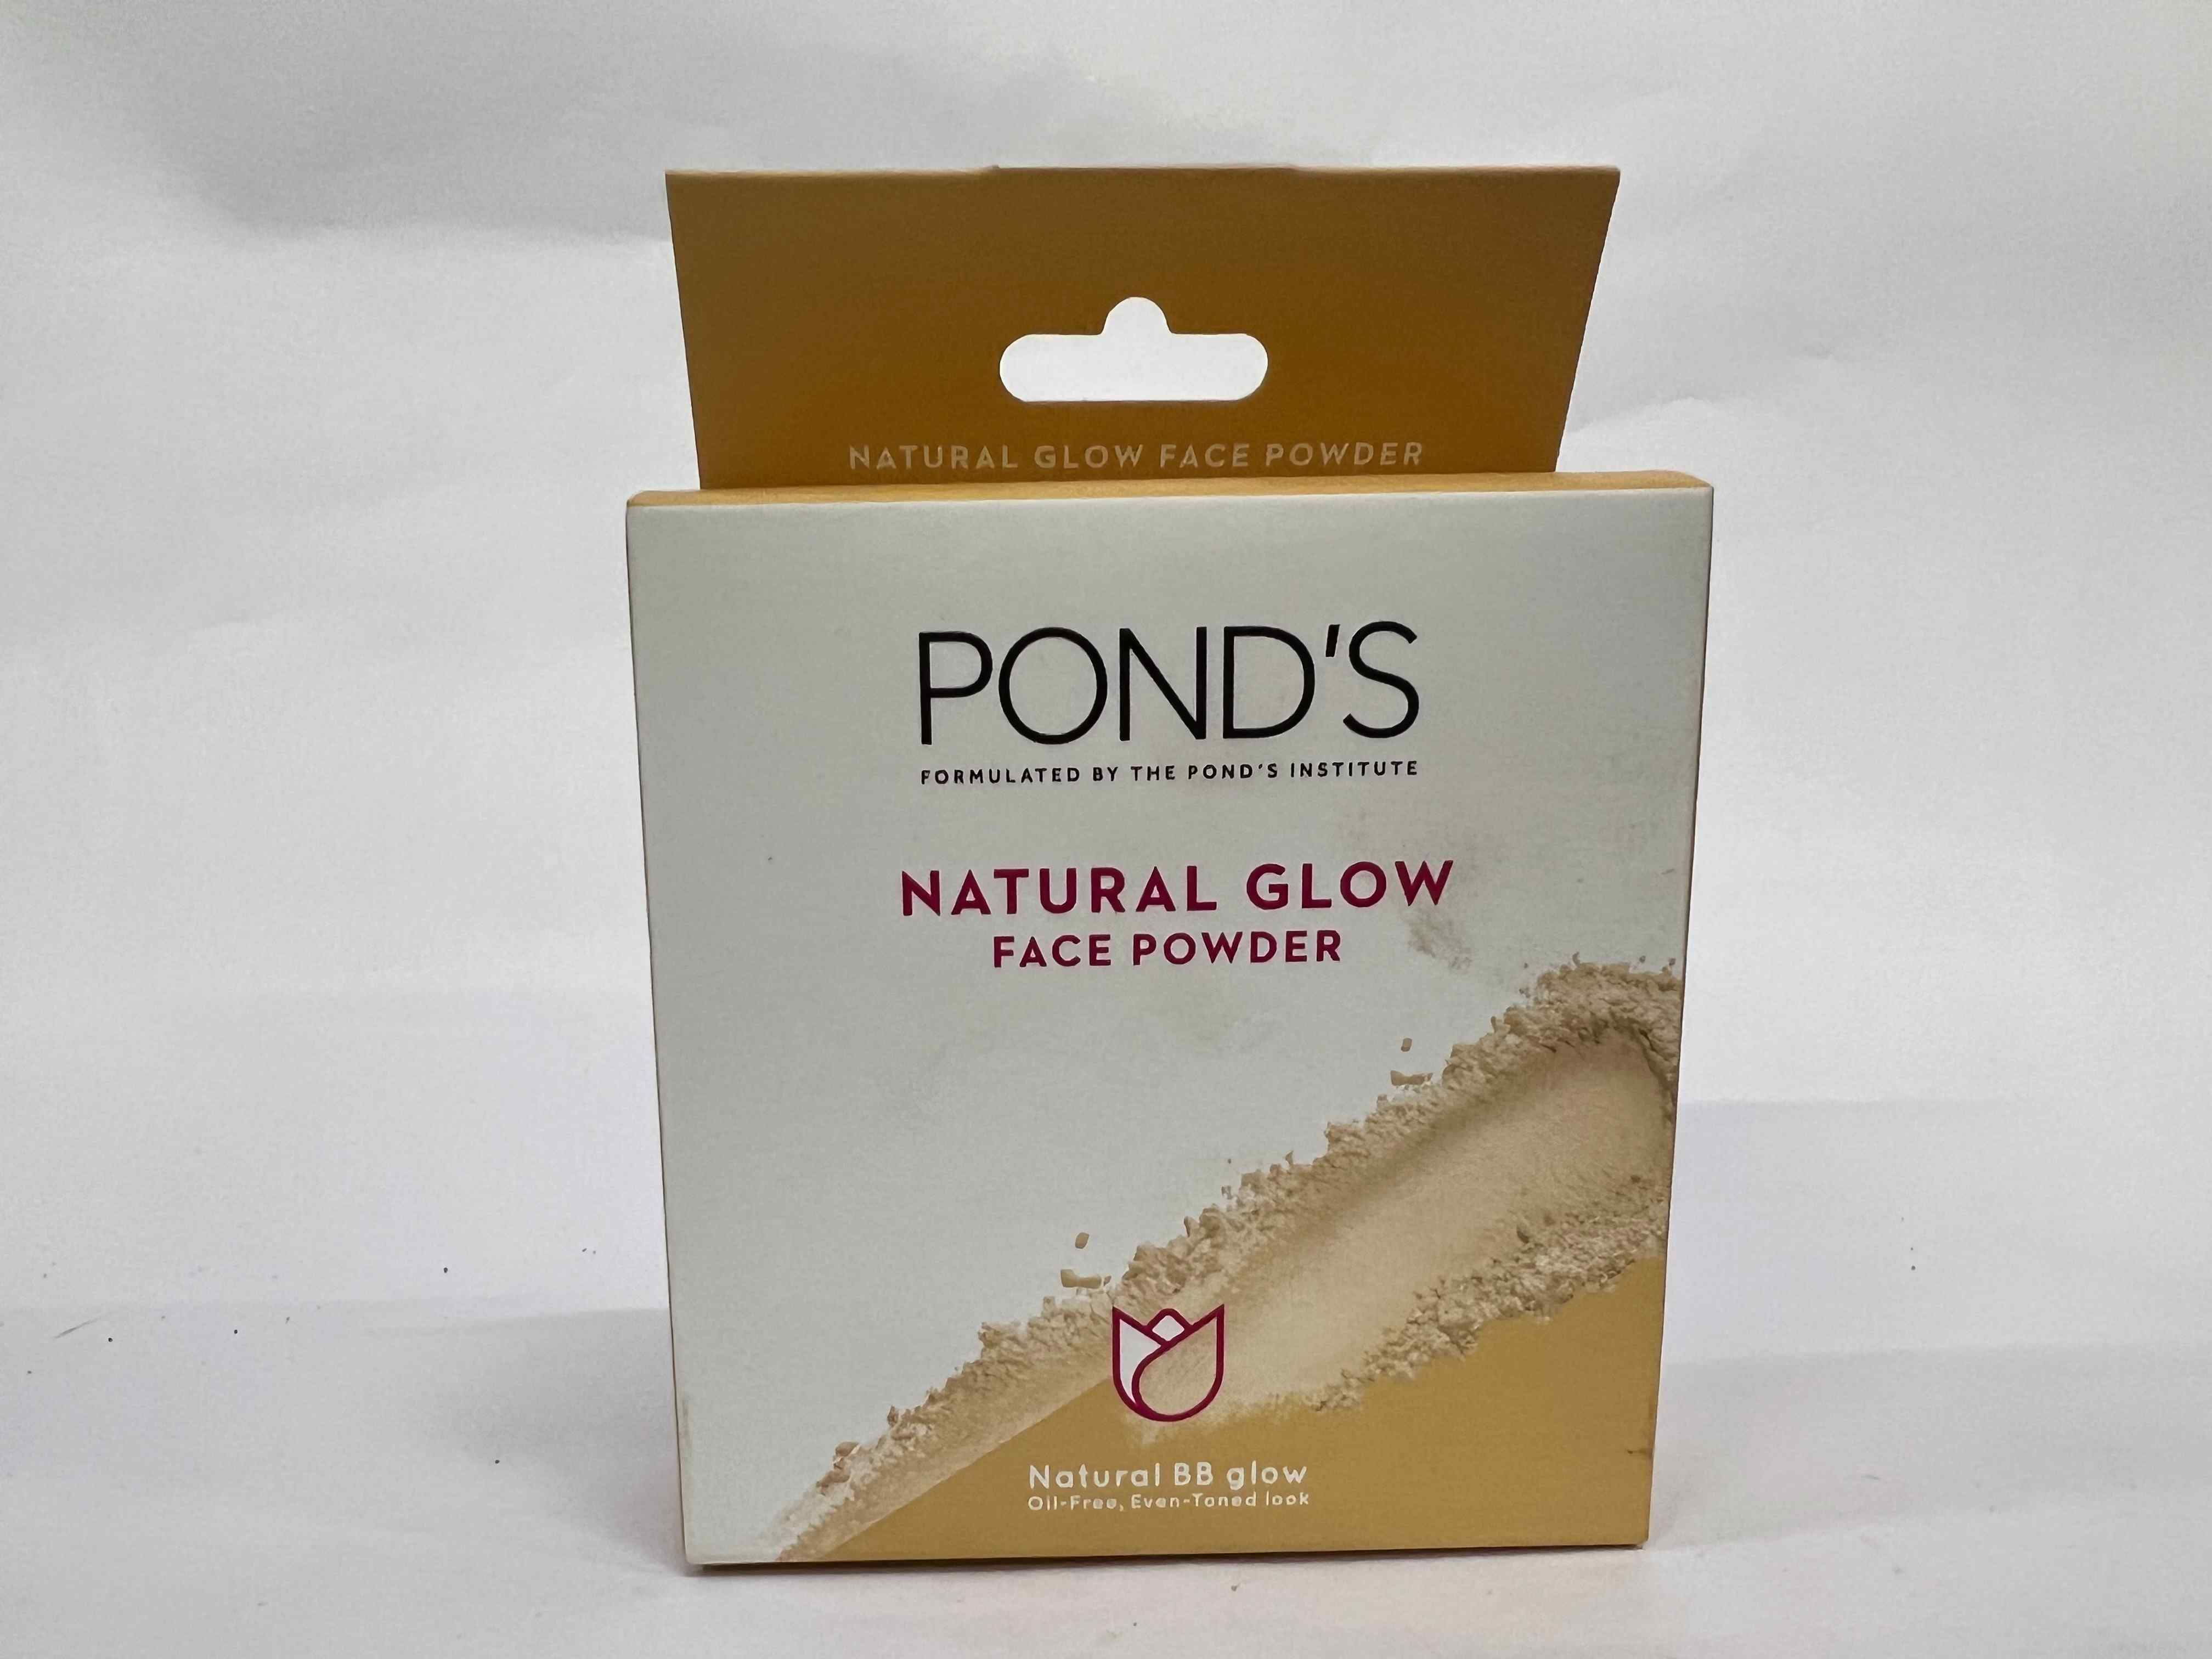 NATURAL GLOW FACE POWDER
POND'S
FORMULATED BY THE POND'S INSTITUTE
NATURAL GLOW
FACE POWDER
Natural BB glow
Oil-Free, Even-Toned look